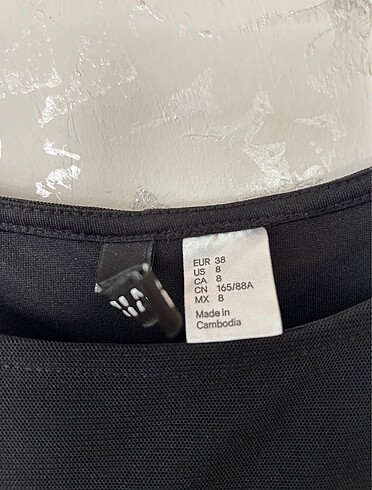 EUR 38
US 8
CA 8
CN 165/88A
MX 8
Made in
Cambodia